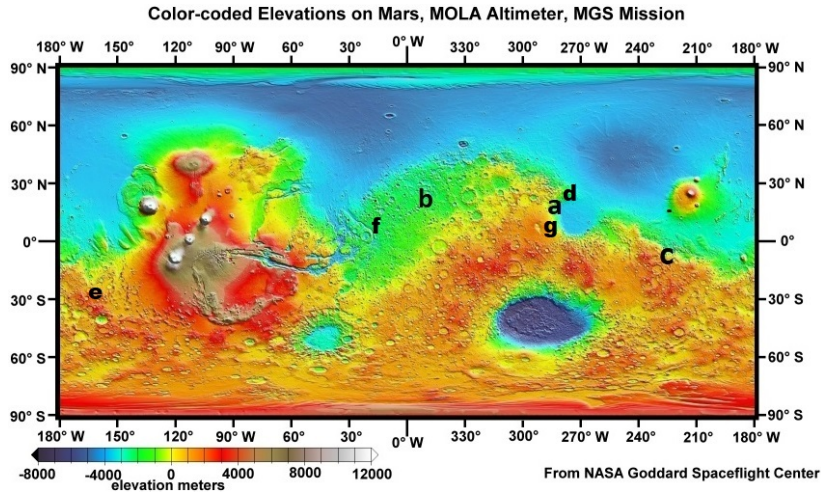 Color-coded Elevations on Mars, MOLA Altimeter, MGS Mission
180° W 150° 120° 90° W 60° 30° 0° W 330° 300° 270° W 240° 210° 180° W
90° N 90° N
60° N 60° N
30° N 30° N
d
b a
f g
0° 0°
C
e
30° S 30° S
60° S 60° S
90° S 90° S
180° W 150° 120° 90° W 60° 30° 0° W 330° 300° 270° W 240° 210° 180° W
-8000 -4000 0 4000 8000 12000
elevation meters
From NASA Goddard Spaceflight Center